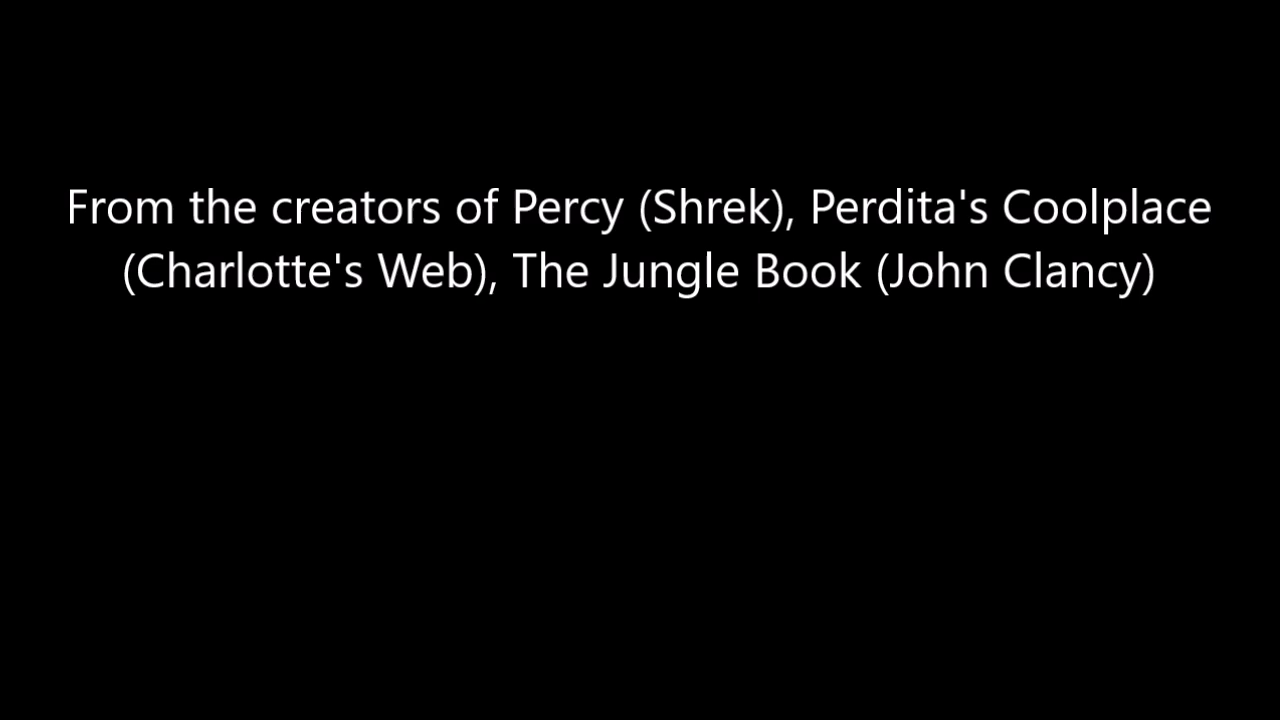 From the creators of Percy (Shrek), Perdita's Coolplace
(Charlotte's Web), The Jungle Book (John Clancy)